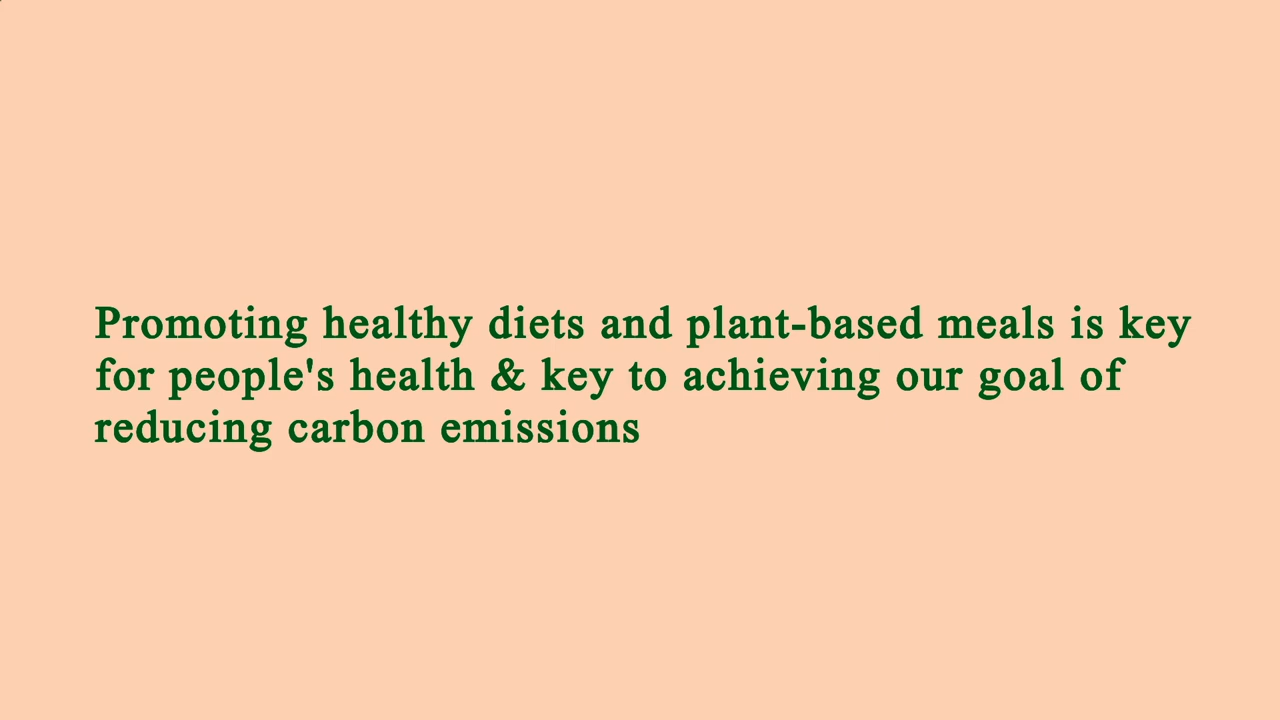 Promoting healthy diets and plant-based meals is key
for people's health & key to achieving our goal of
reducing carbon emissions